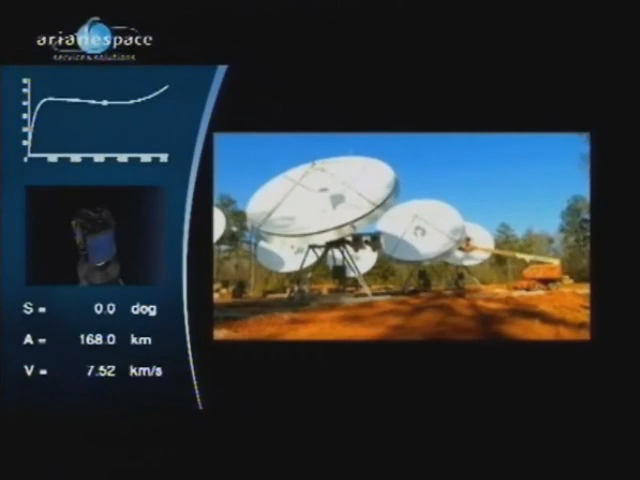 arianespace
service & solutions
S = 0.0 deg
A = 168.0 km
V = 7.52 km/s